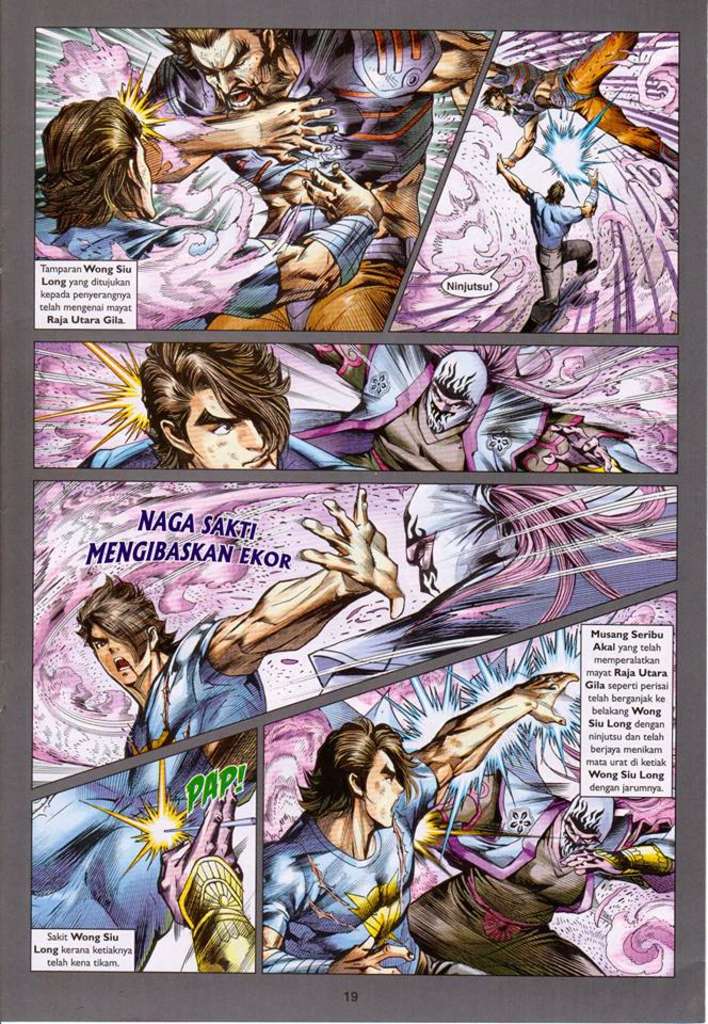 Tamparan Wong Siu
Long yang ditujukan
kepada penyerangnya
telah mengenai mayat
Raja Utara Gila.
Ninjutsu!
NAGA SAKTI
MENGIBASKAN EKOR
Musang Seribu
Akal yang telah
memperalatkan
mayat Raja Utara
Gila seperti perisai
telah berganjak ke
belakang Wong
Siu Long dengan
ninjutsu dan telah
berjaya menikam
mata urat di ketiak
Wong Siu Long
dengan jarumnya.
PAP!
Sakit Wong Siu
Long kerana ketiaknya
telah kena tikam.
19